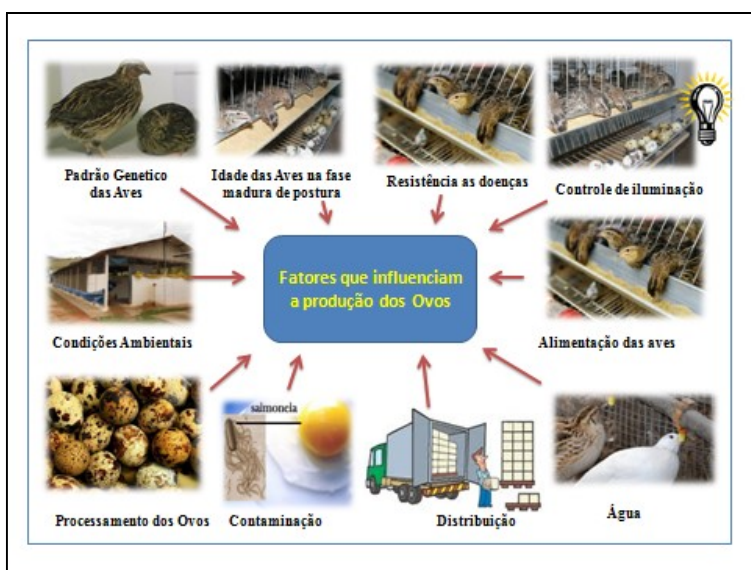 Padrão Genetico
das Aves
Idade das Aves na fase
madura de postura
Resistência as doenças
Controle de iluminação
Fatores que influenciam
a produção dos Ovos
Condições Ambientais
Alimentação das aves
salmonela
Processamento dos Ovos
Contaminação
Distribuição
Água